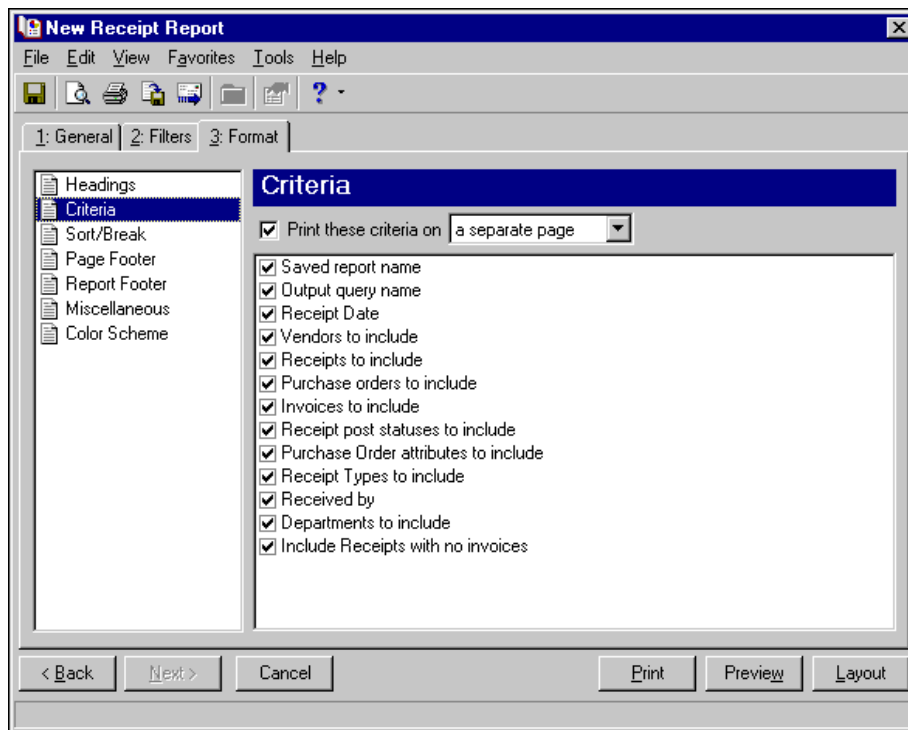 New Receipt Report
File Edit View Favorites Tools Help
?
1: General 2: Filters 3: Format
Headings
Criteria
Sort/Break
Page Footer
Report Footer
Miscellaneous
Color Scheme
Criteria
Print these criteria on a separate page
Saved report name
Output query name
Receipt Date
Vendors to include
Receipts to include
Purchase orders to include
Invoices to include
Receipt post statuses to include
Purchase Order attributes to include
Receipt Types to include
Received by
Departments to include
Include Receipts with no invoices
< Back Next > Cancel Print Preview Layout